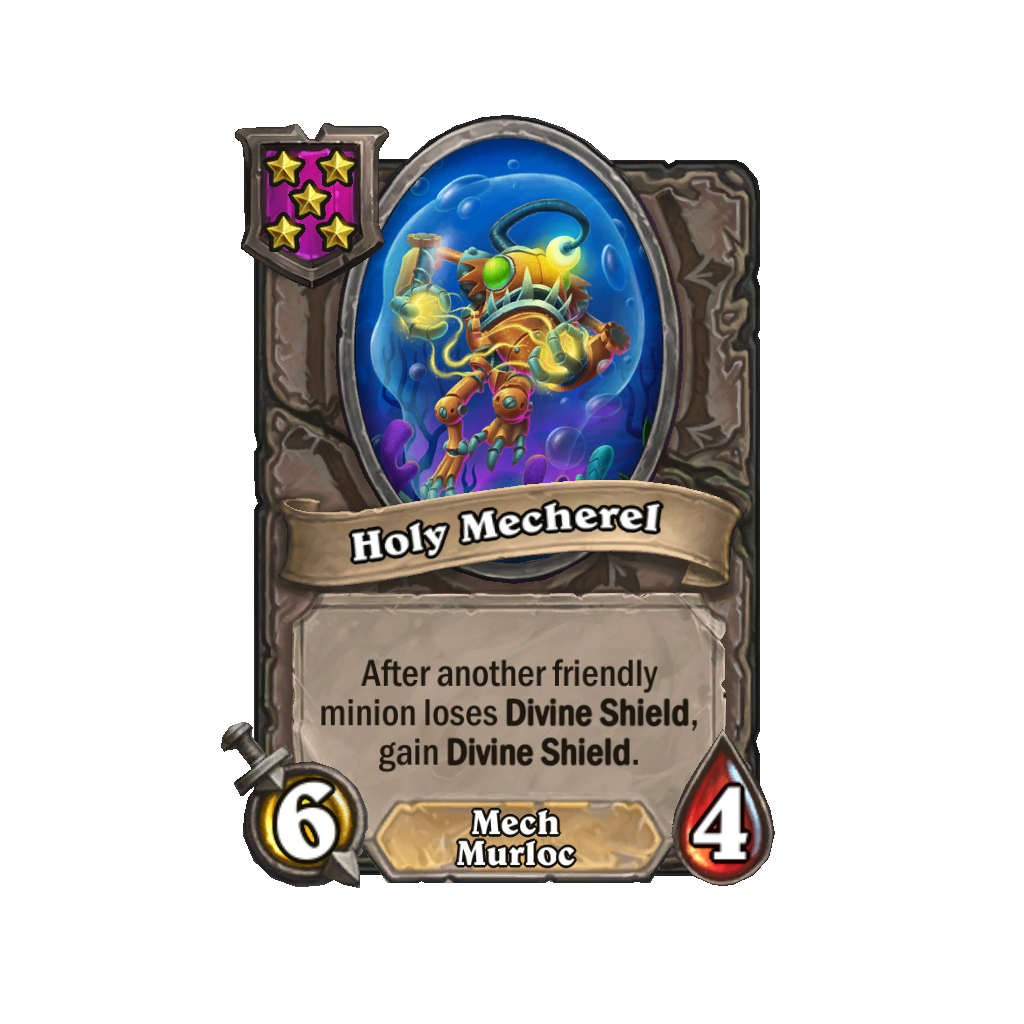 Holy Mecherel
After another friendly
minion loses Divine Shield,
gain Divine Shield.
6
Mech
Murloc
4